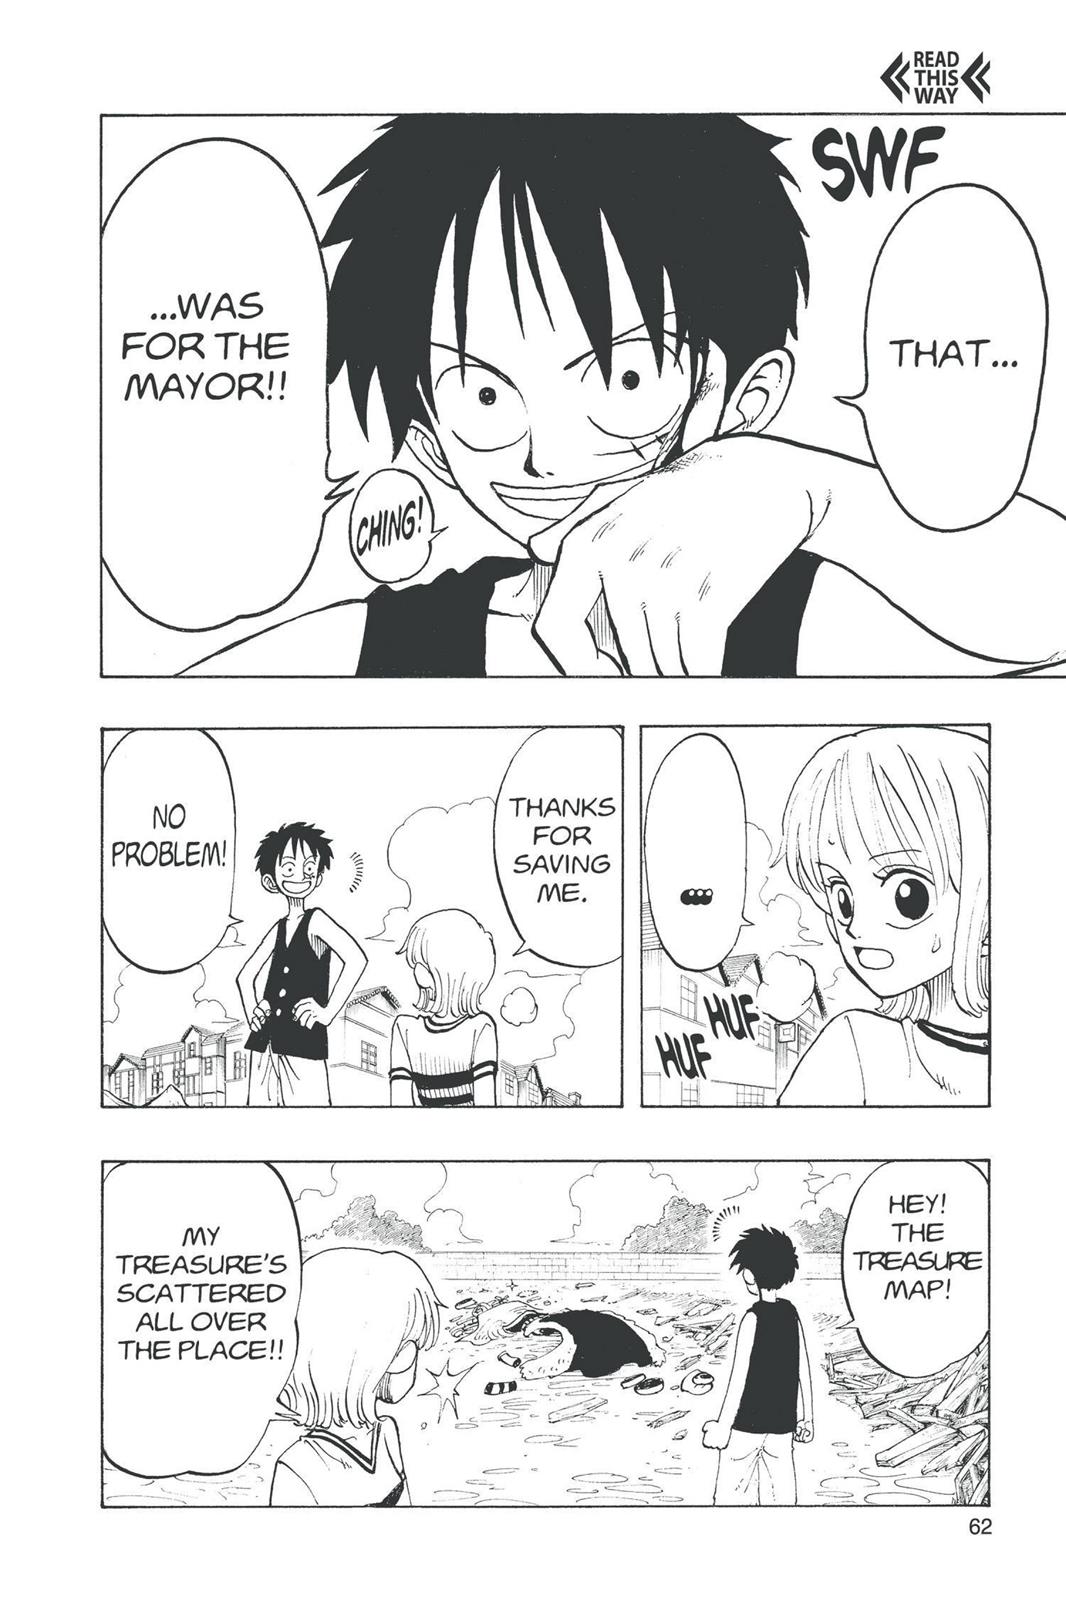 READ
THIS
WAY
SWF
THAT...
...WAS
FOR THE
MAYOR!!
CHING!
...
HUF
HUF
THANKS
FOR
SAVING
ME.
NO
PROBLEM!
HEY!
THE
TREASURE
MAP!
MY
TREASURE'S
SCATTERED
ALL OVER
THE PLACE!!
62